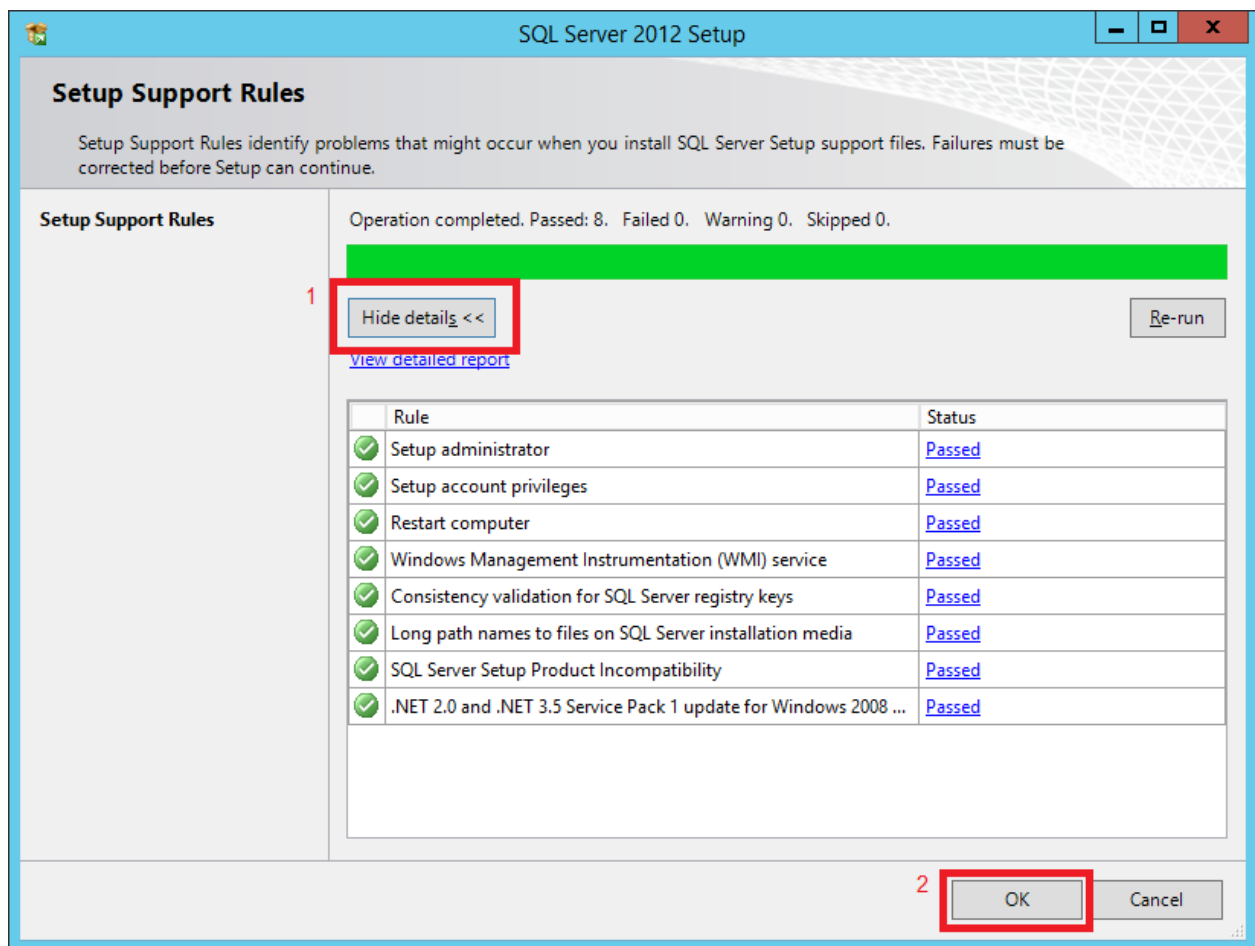 SQL Server 2012 Setup
Setup Support Rules
Setup Support Rules identify problems that might occur when you install SQL Server Setup support files. Failures must be
corrected before Setup can continue.
Setup Support Rules
Operation completed. Passed: 8. Failed 0. Warning 0. Skipped 0.
1
Hide details <<
Re-run
View detailed report
Rule Status
Setup administrator Passed
Setup account privileges Passed
Restart computer Passed
Windows Management Instrumentation (WMI) service Passed
Consistency validation for SQL Server registry keys Passed
Long path names to files on SQL Server installation media Passed
SQL Server Setup Product Incompatibility Passed
.NET 2.0 and .NET 3.5 Service Pack 1 update for Windows 2008 ... Passed
2
OK Cancel